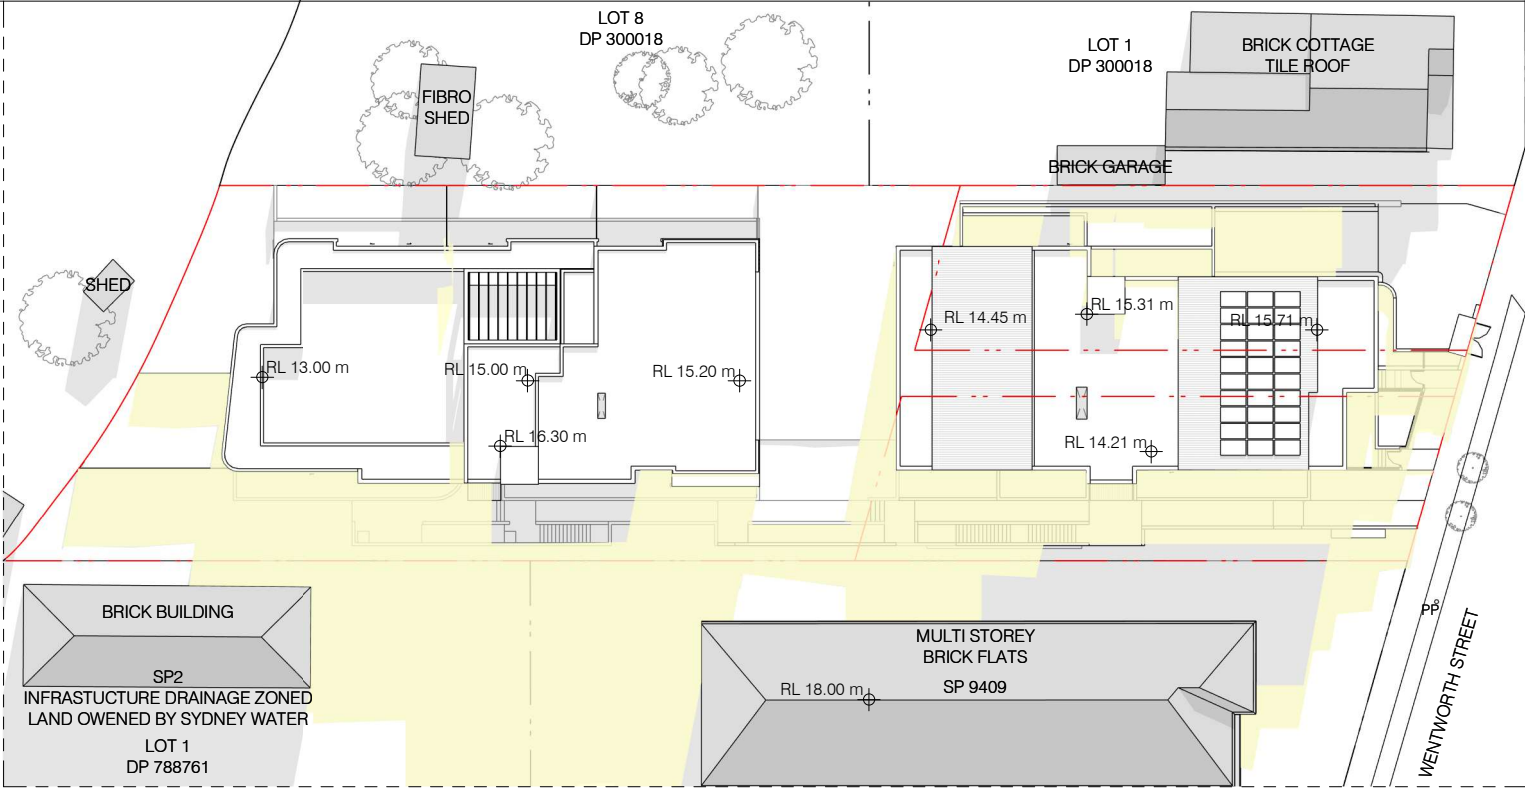 LOT 8
DP 300018
LOT 1
DP 300018
BRICK COTTAGE
TILE ROOF
FIBRO
SHED
BRICK GARAGE
SHED
RL 14.45 m
RL 15.31 m
RL 15.71 m
RL 13.00 m
RL 15.00 m
RL 15.20 m
RL 16.30 m
RL 14.21 m
BRICK BUILDING
SP2
INFRASTUCTURE DRAINAGE ZONED
LAND OWENED BY SYDNEY WATER
LOT 1
DP 788761
MULTI STOREY
BRICK FLATS
SP 9409
RL 18.00 m
PP
WENTWORTH STREET